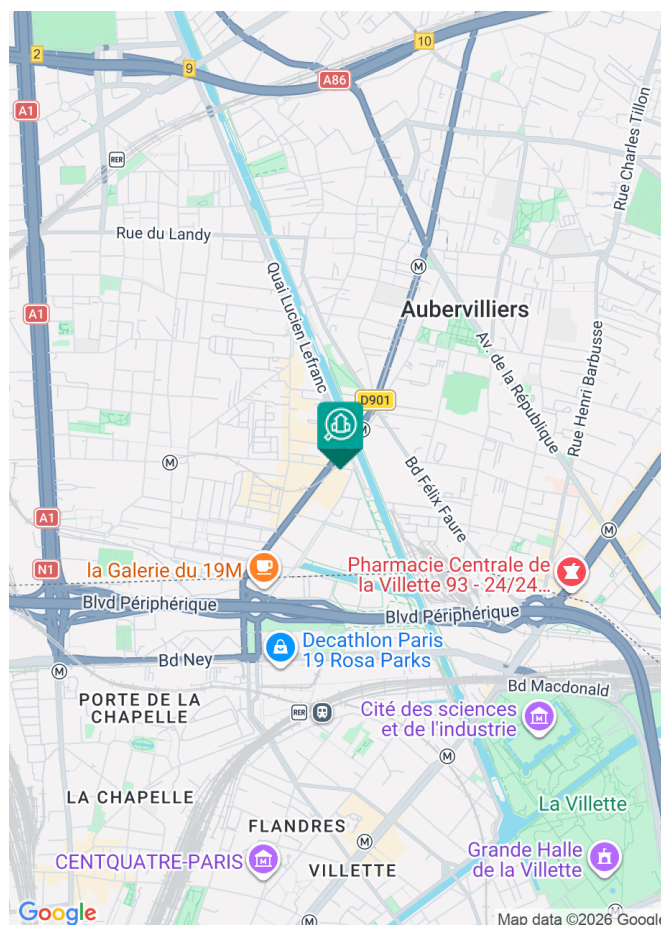 2
10
9
A86
A1
RER
Rue Charles Tillon
Rue du Landy
M
Quai Lucien Lefranc
A1
Aubervilliers
Av. de la République
Rue Henri Barbusse
D901
M
M
Bd Félix Faure
A1
M
N1
la Galerie du 19M
Pharmacie Centrale de
la Villette 93 - 24/24...
Blvd Périphérique
Blvd Périphérique
Decathlon Paris
19 Rosa Parks
Bd Ney
M
Bd Macdonald
PORTE DE LA
CHAPELLE
RER
Cité des sciences
et de l'industrie
M
LA CHAPELLE
La Villette
FLANDRES
M
Grande Halle
de la Villette
CENTQUATRE-PARIS
VILLETTE
M
Google
Map data ©2026 Google